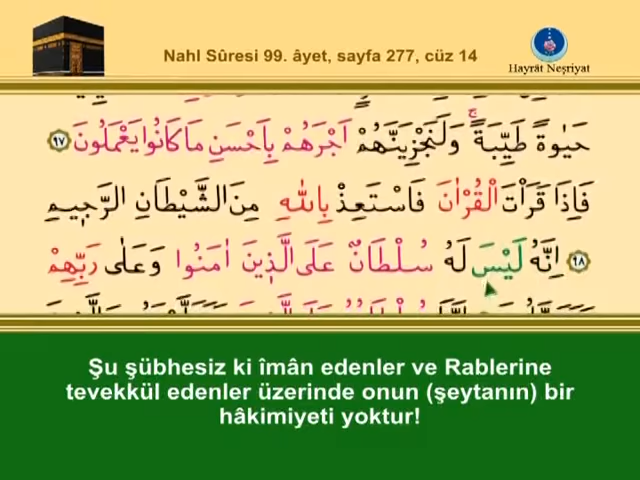 Nahl Sûresi 99. âyet, sayfa 277, cüz 14
Hayrât Neşriyat
حَيٰوةً طَيِّبَةًۚ وَلَنَجْزِيَنَّهُمْ اَجْرَهُمْ بِاَحْسَنِ مَا كَانُوا يَعْمَلُونَ ٩٧
فَاِذَا قَرَاْتَ الْقُرْاٰنَ فَاسْتَعِذْ بِاللّٰهِ مِنَ الشَّيْطَانِ الرَّج۪يمِ
٩٨ اِنَّهُ لَيْسَ لَهُ سُلْطَانٌ عَلَى الَّذ۪ينَ اٰمَنُوا وَعَلٰى رَبِّهِمْ
Şu şübhesiz ki îmân edenler ve Rablerine
tevekkül edenler üzerinde onun (şeytanın) bir
hâkimiyeti yoktur!